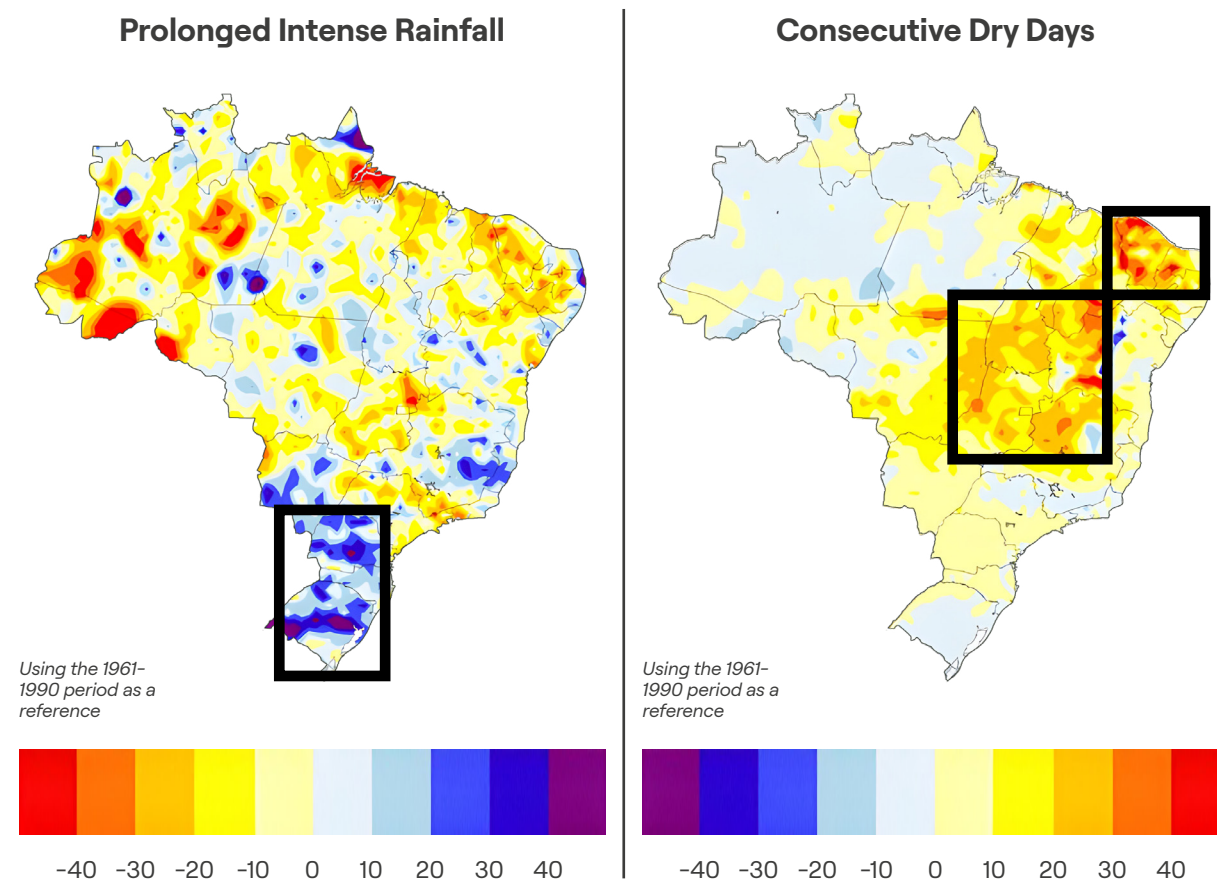 Prolonged Intense Rainfall
Using the 1961-
1990 period as a
reference
-40 -30 -20 -10 0 10 20 30 40
Consecutive Dry Days
Using the 1961-
1990 period as a
reference
-40 -30 -20 -10 0 10 20 30 40